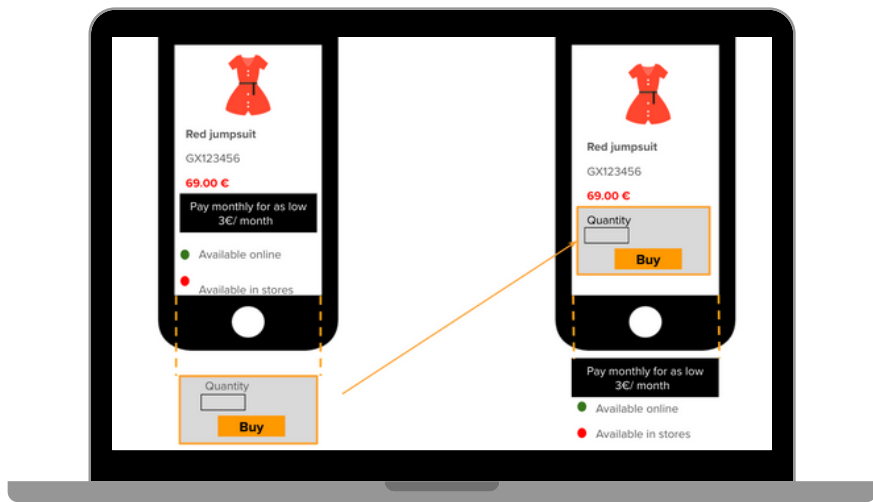 Red jumpsuit
GX123456
69.00 €
Pay monthly for as low
3€/ month
Available online
Available in stores
Quantity
Buy
Red jumpsuit
GX123456
69.00 €
Quantity
Buy
Pay monthly for as low
3€/ month
Available online
Available in stores